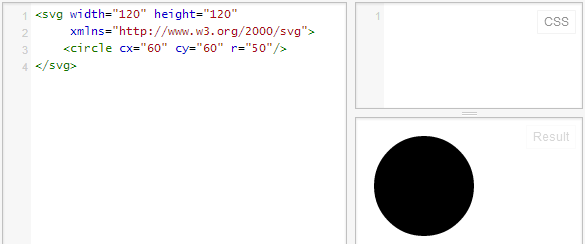 1 <svg width="120" height="120"
2 xmlns="http://www.w3.org/2000/svg">
3 <circle cx="60" cy="60" r="50"/>
4 </svg>
1
CSS
Result